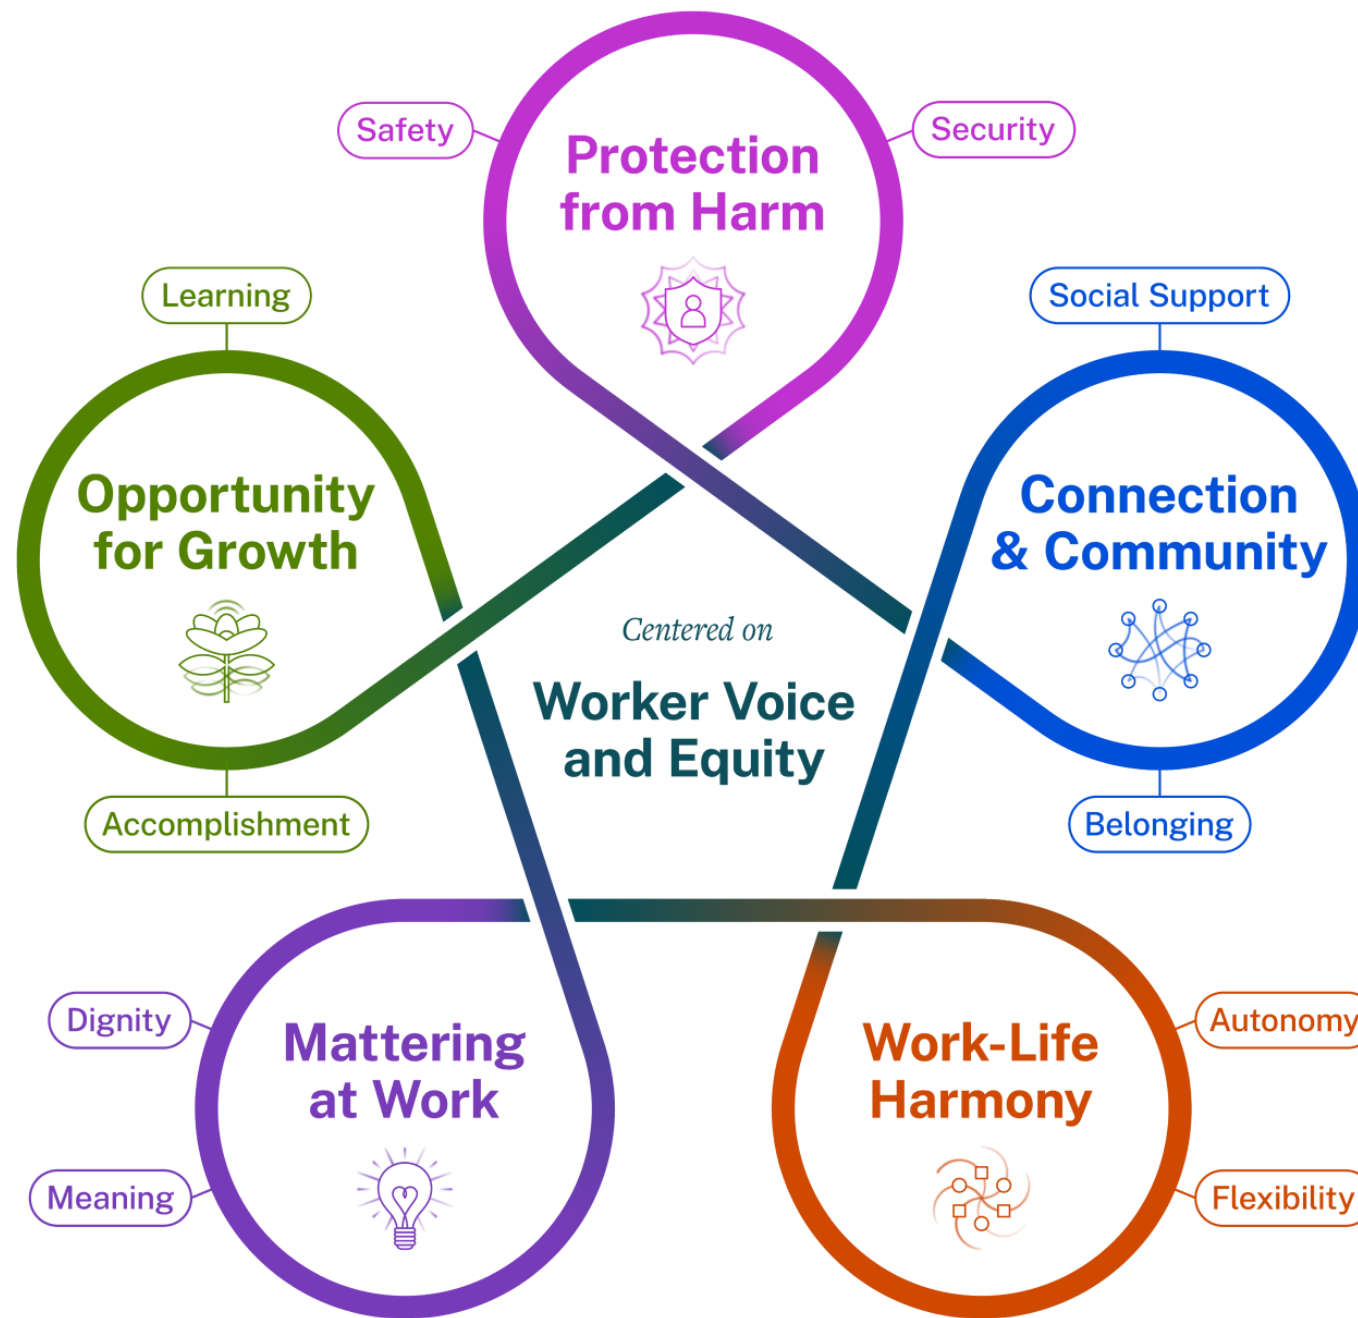 Safety
Security
Protection
from Harm
Learning
Social Support
Opportunity
for Growth
Connection
& Community
Centered on
Worker Voice
and Equity
Accomplishment
Belonging
Dignity
Autonomy
Mattering
at Work
Work-Life
Harmony
Meaning
Flexibility